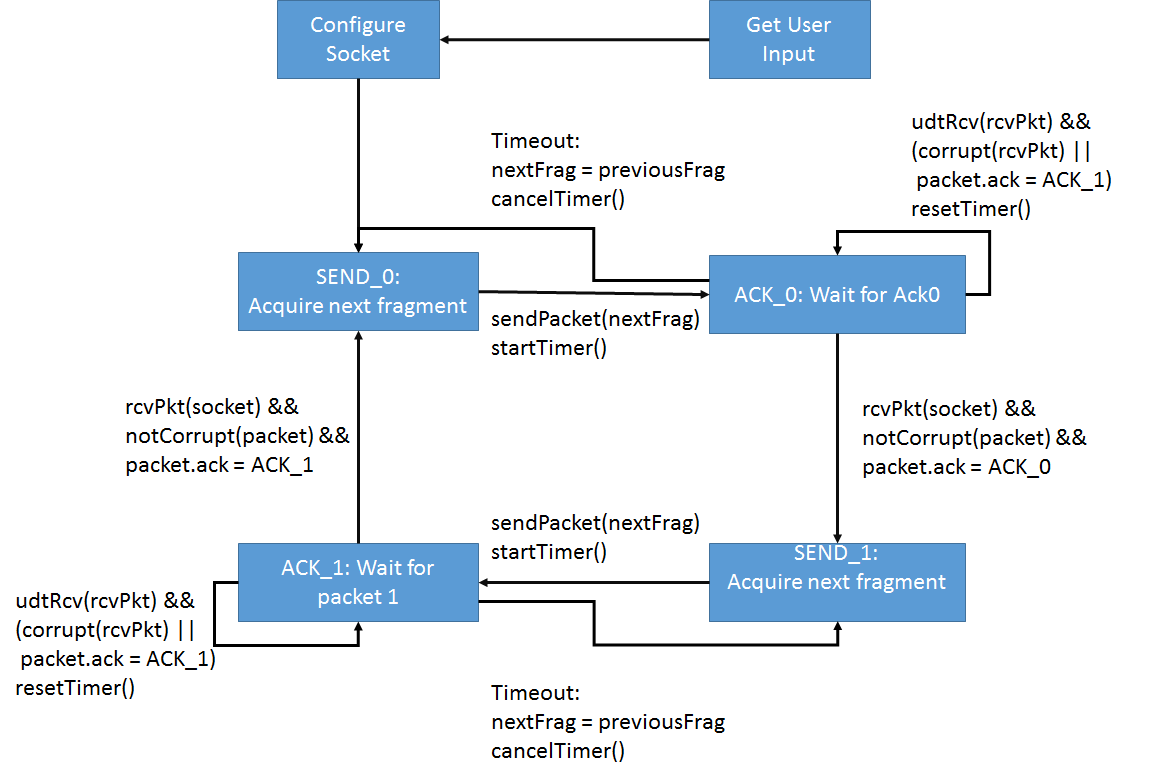 Configure
Socket
Get User
Input
Timeout:
nextFrag = previousFrag
cancelTimer()
udtRcv(rcvPkt) &&
(corrupt(rcvPkt) ||
packet.ack = ACK_1)
resetTimer()
SEND_0:
Acquire next fragment
ACK_0: Wait for Ack0
sendPacket(nextFrag)
startTimer()
rcvPkt(socket) &&
notCorrupt(packet) &&
packet.ack = ACK_1
rcvPkt(socket) &&
notCorrupt(packet) &&
packet.ack = ACK_0
sendPacket(nextFrag)
startTimer()
ACK_1: Wait for
packet 1
SEND_1:
Acquire next fragment
udtRcv(rcvPkt) &&
(corrupt(rcvPkt) ||
packet.ack = ACK_1)
resetTimer()
Timeout:
nextFrag = previousFrag
cancelTimer()